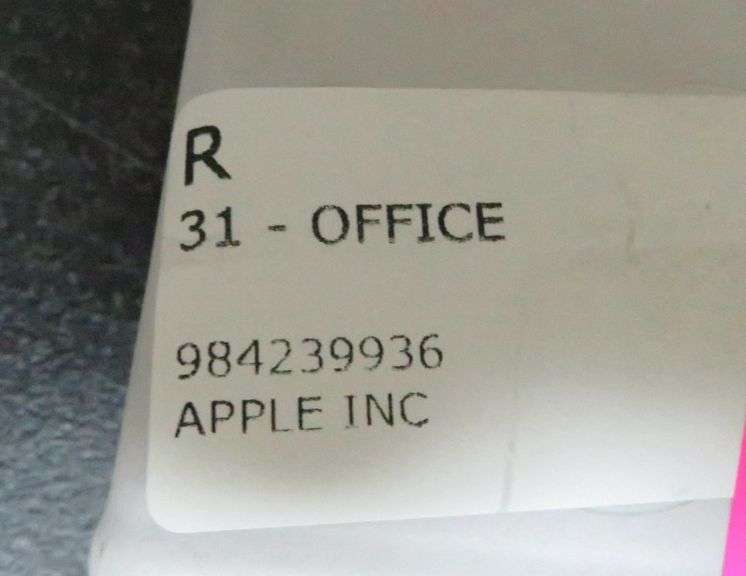 R
31 - OFFICE
984239936
APPLE INC